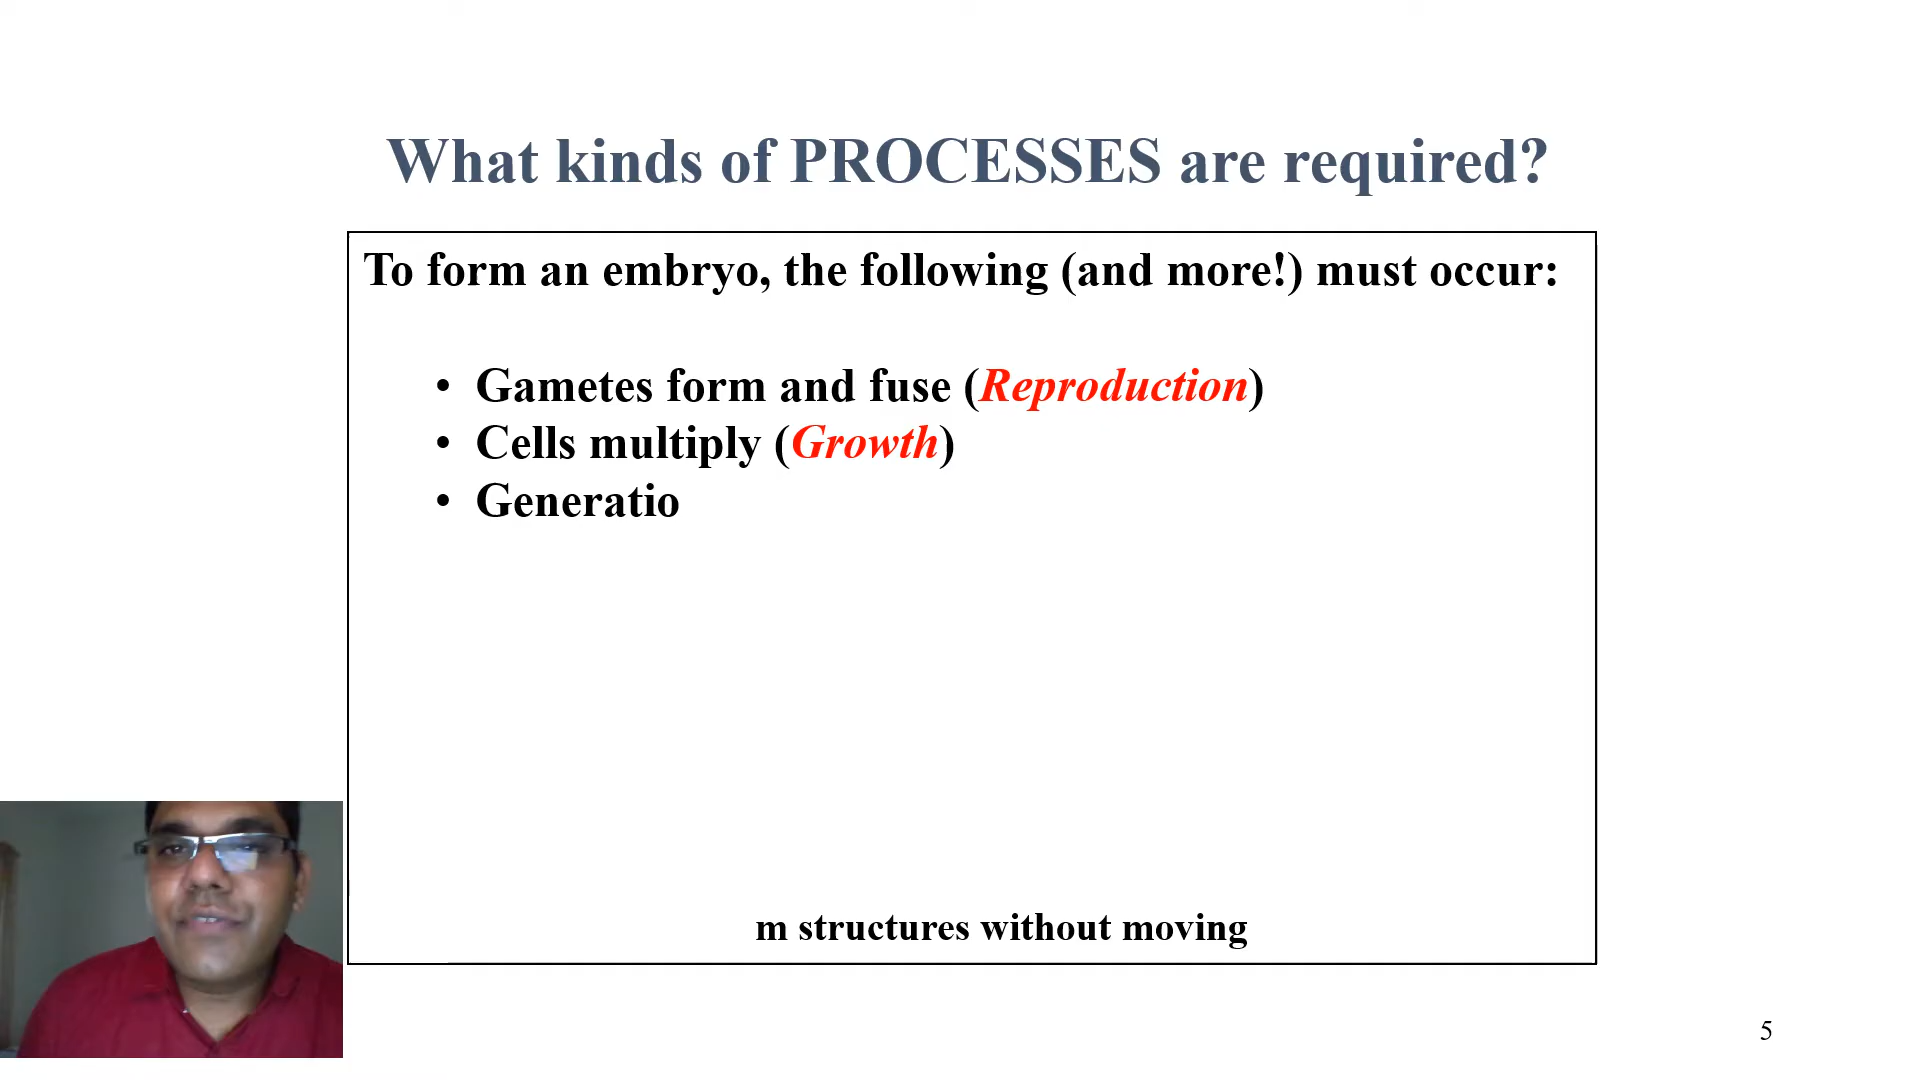 What kinds of PROCESSES are required?
To form an embryo, the following (and more!) must occur:
• Gametes form and fuse (Reproduction)
• Cells multiply (Growth)
• Generatio
m structures without moving
5